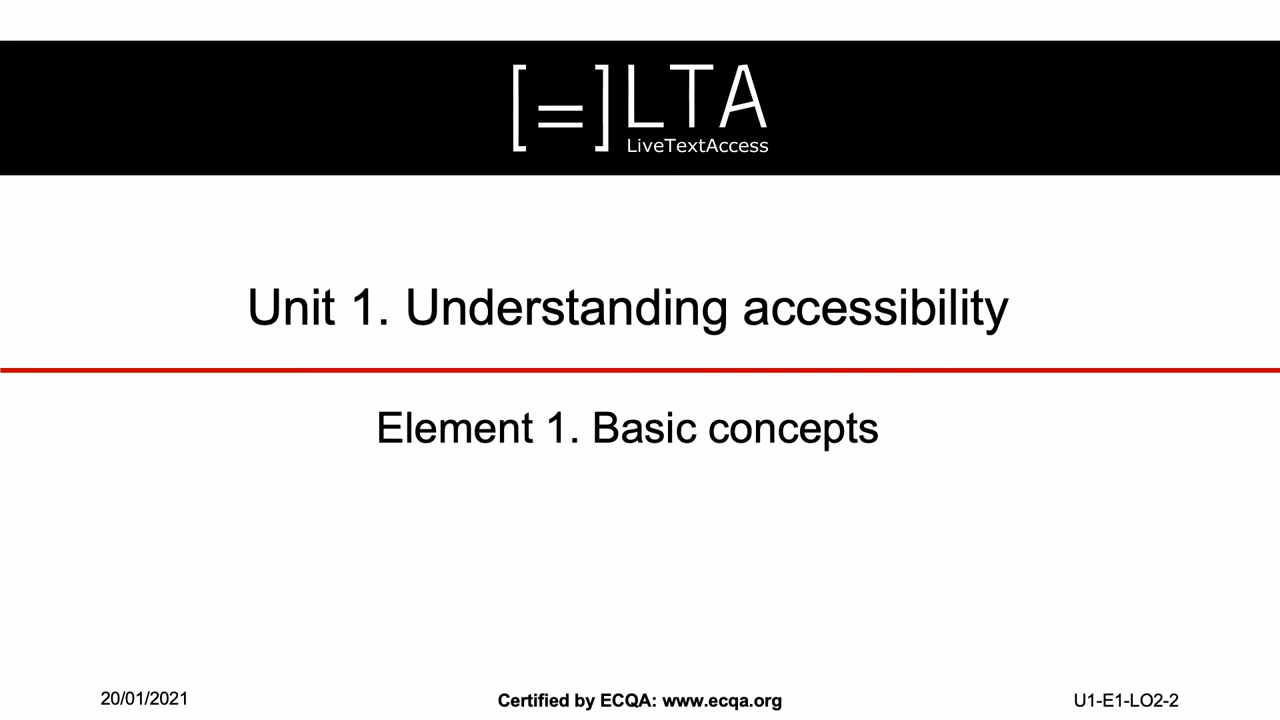 [=]LTA
LiveTextAccess
Unit 1. Understanding accessibility
Element 1. Basic concepts
20/01/2021
Certified by ECQA: www.ecqa.org
U1-E1-LO2-2